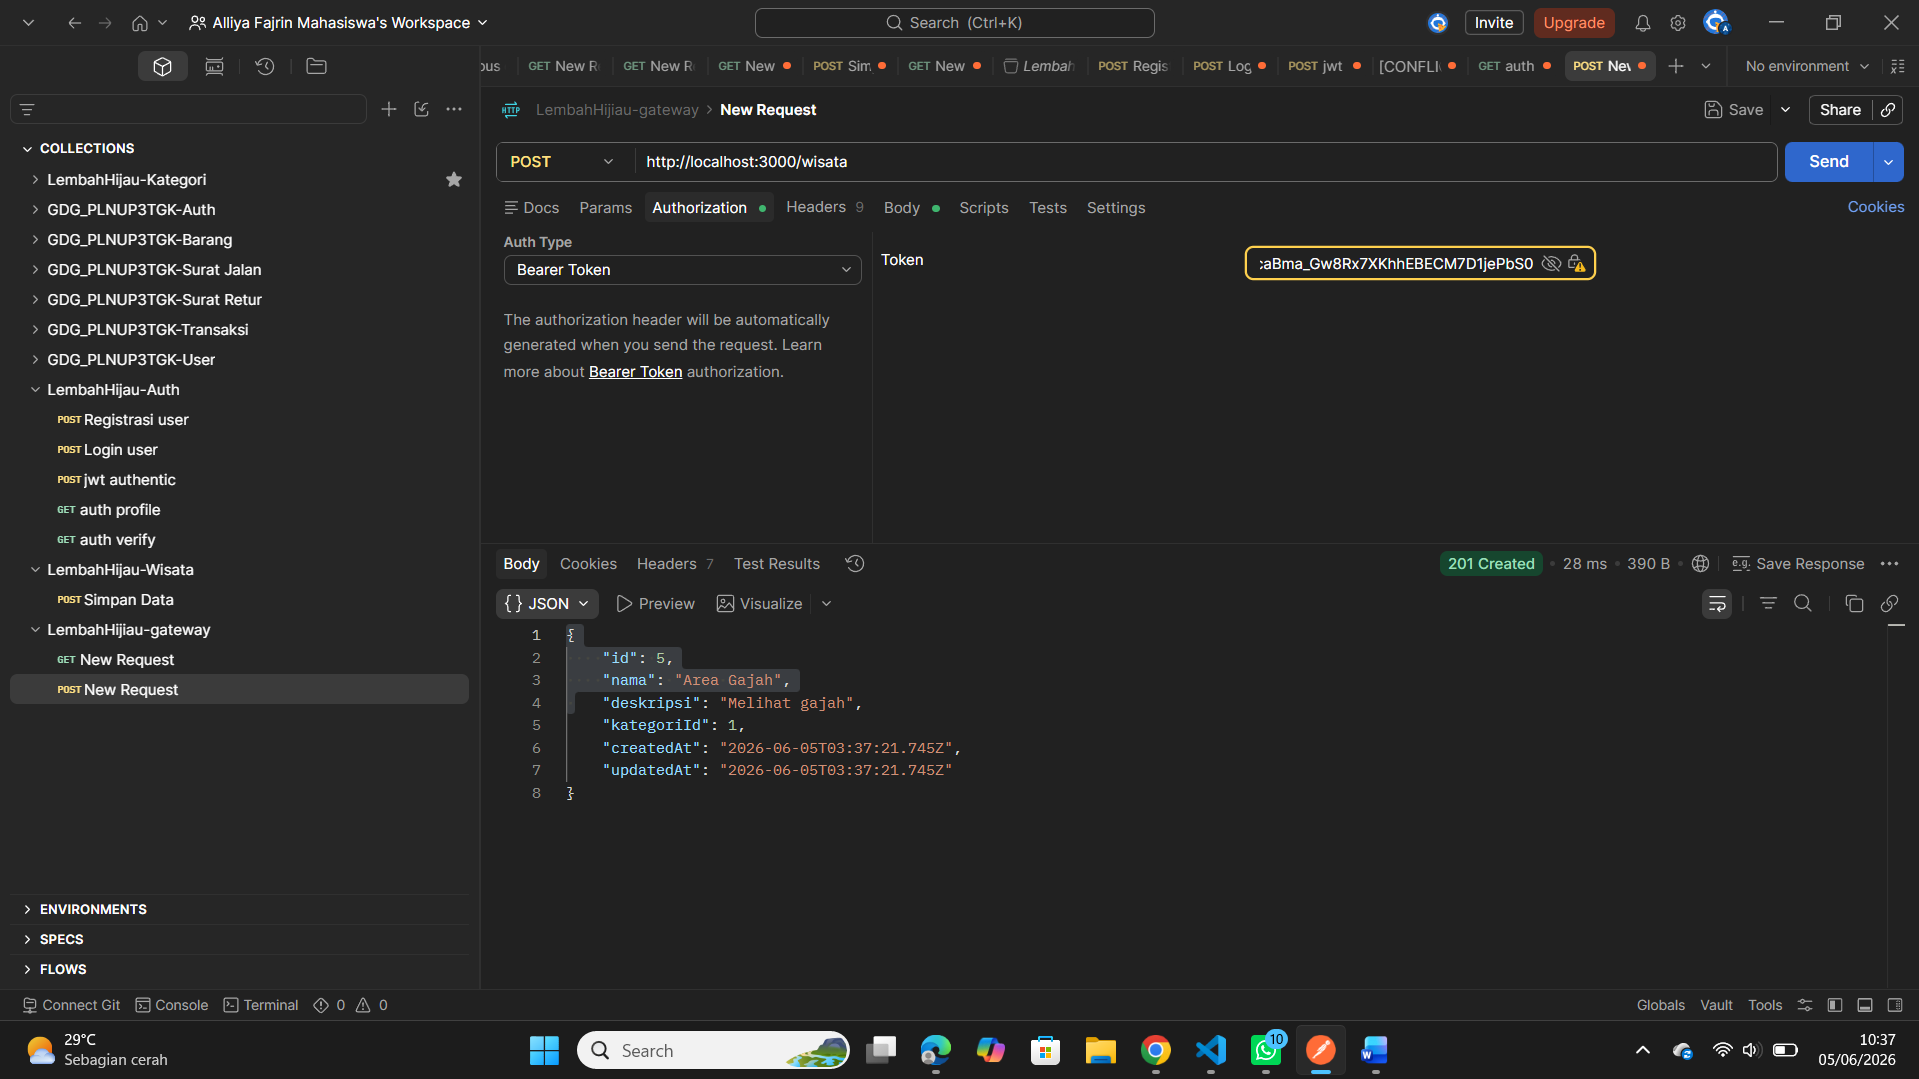 Alliya Fajrin Mahasiswa's Workspace
Search (Ctrl+K)
Invite
Upgrade
ous
GET New R
GET New R
GET New
POST Sim
GET New
Lembah
POST Regis
POST Log
POST jwt
[CONFLI
GET auth
POST Nev
No environment
LembahHijiau-gateway > New Request
Save
Share
COLLECTIONS
LembahHijau-Kategori
GDG_PLNUP3TGK-Auth
GDG_PLNUP3TGK-Barang
GDG_PLNUP3TGK-Surat Jalan
GDG_PLNUP3TGK-Surat Retur
GDG_PLNUP3TGK-Transaksi
GDG_PLNUP3TGK-User
LembahHijau-Auth
POST Registrasi user
POST Login user
POST jwt authentic
GET auth profile
GET auth verify
LembahHijau-Wisata
POST Simpan Data
LembahHijiau-gateway
GET New Request
POST New Request
ENVIRONMENTS
SPECS
FLOWS
POST
http://localhost:3000/wisata
Send
Docs
Params
Authorization
Headers 9
Body
Scripts
Tests
Settings
Cookies
Auth Type
Bearer Token
The authorization header will be automatically
generated when you send the request. Learn
more about Bearer Token authorization.
Token
caBma_Gw8Rx7XKhhEBECM7D1jePbS0
Body
Cookies
Headers 7
Test Results
201 Created
28 ms
390 B
e.g. Save Response
{} JSON
Preview
Visualize
1 {
2 "id": 5,
3 "nama": "Area Gajah",
4 "deskripsi": "Melihat gajah",
5 "kategoriId": 1,
6 "createdAt": "2026-06-05T03:37:21.745Z",
7 "updatedAt": "2026-06-05T03:37:21.745Z"
8 }
Connect Git
Console
Terminal
0
0
Globals
Vault
Tools
29°C
Sebagian cerah
Search
10
10:37
05/06/2026